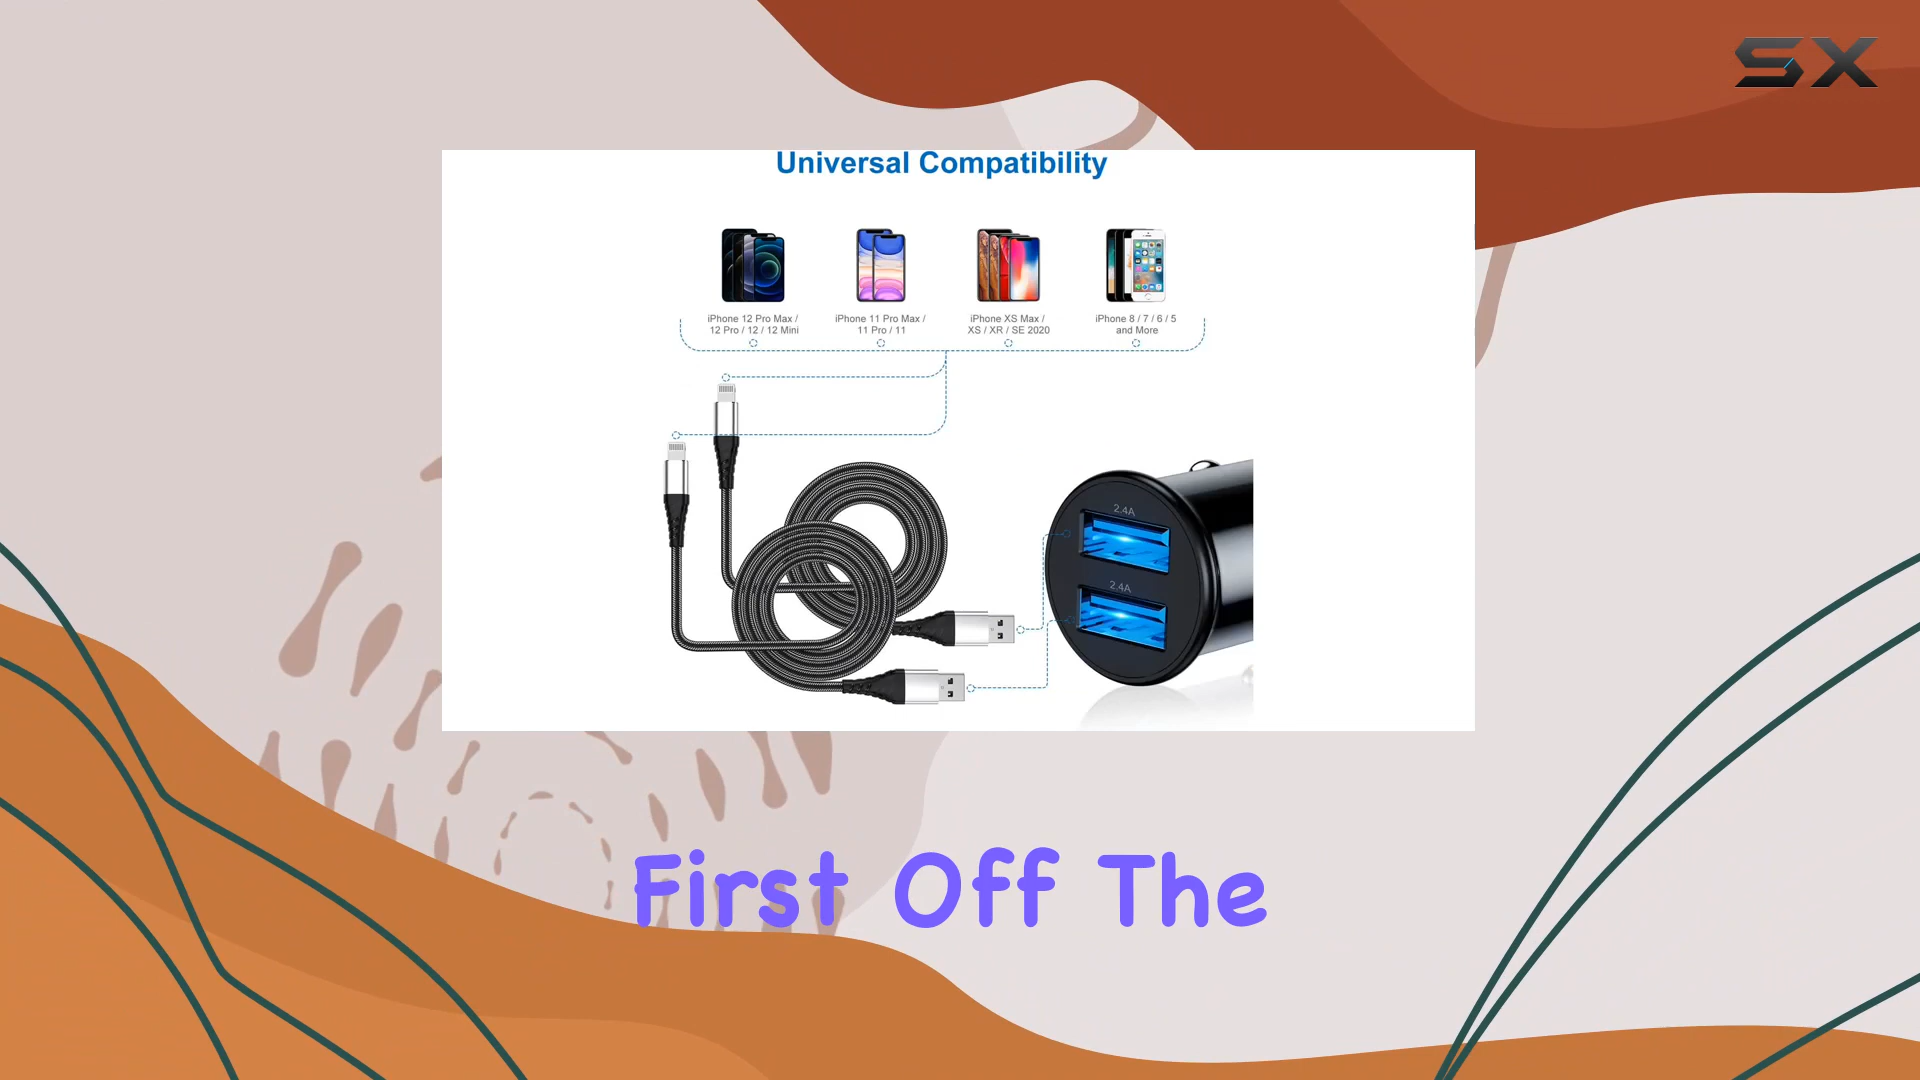 SX
Universal Compatibility
iPhone 12 Pro Max /
12 Pro / 12 / 12 Mini
iPhone 11 Pro Max /
11 Pro / 11
iPhone XS Max /
XS / XR / SE 2020
iPhone 8 / 7 / 6 / 5
and More
2.4A
2.4A
First Off The